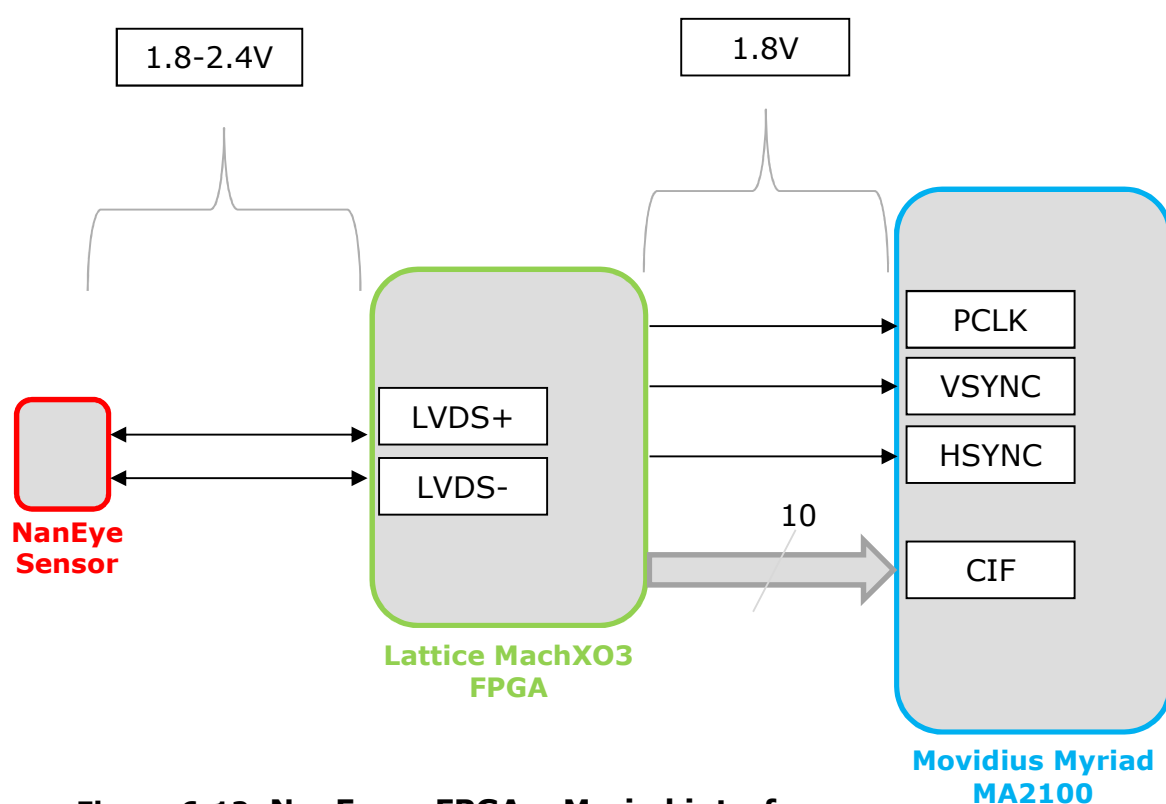 1.8-2.4V
1.8V
PCLK
VSYNC
HSYNC
LVDS+
LVDS-
10
CIF
NanEye
Sensor
Lattice MachXO3
FPGA
Movidius Myriad
MA2100